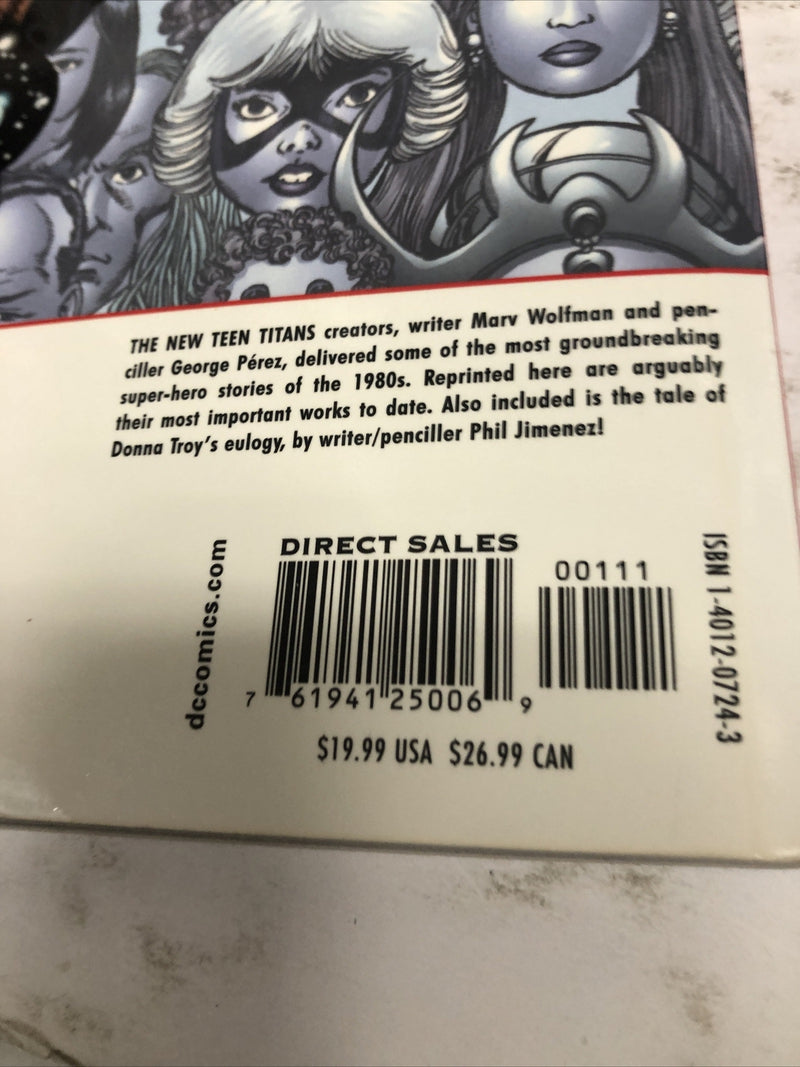 THE NEW TEEN TITANS creators, writer Marv Wolfman and pen-
ciller George Pérez, delivered some of the most groundbreaking
super-hero stories of the 1980s. Reprinted here are arguably
their most important works to date. Also included is the tale of
Donna Troy's eulogy, by writer/penciller Phil Jimenez!
dccomics.com
DIRECT SALES
00111
7 61941 25006 9
$19.99 USA $26.99 CAN
ISBN 1-4012-0724-3